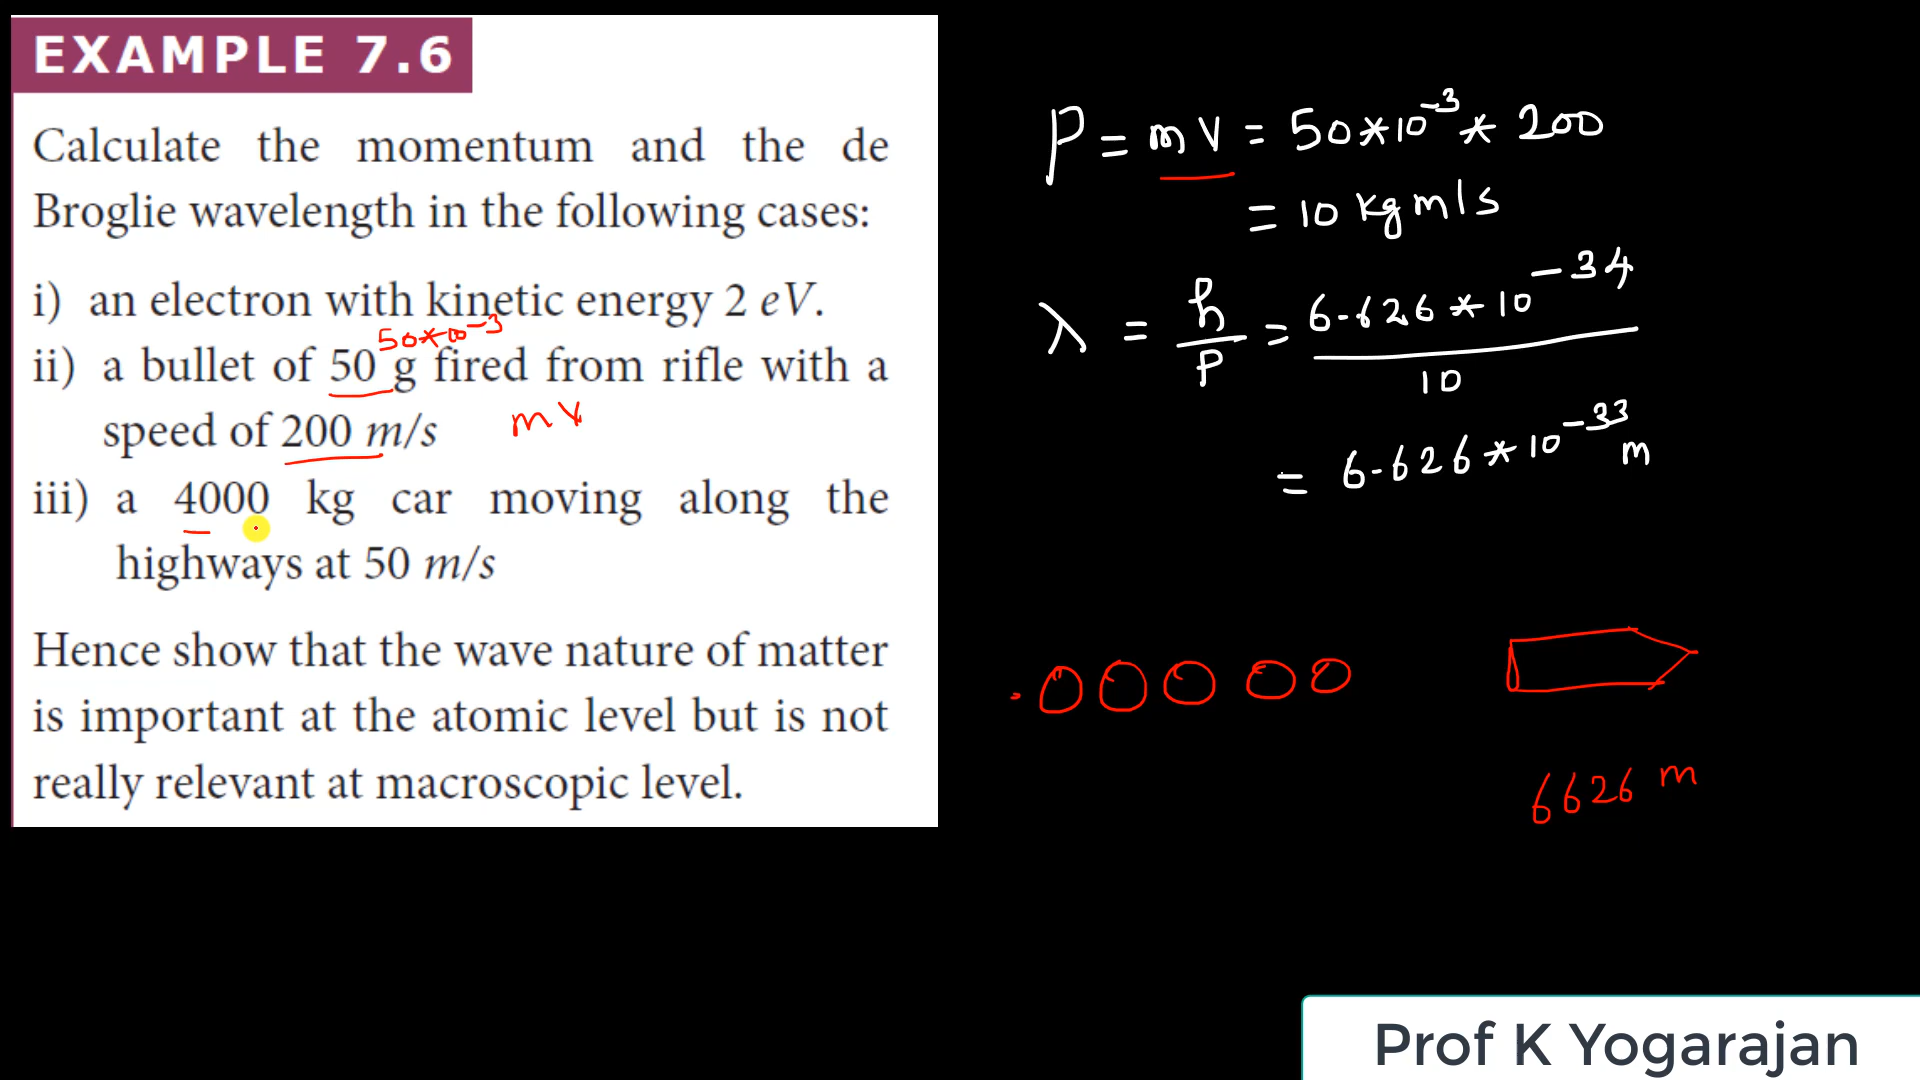 EXAMPLE 7.6
Calculate the momentum and the de
Broglie wavelength in the following cases:
i) an electron with kinetic energy 2 eV.
50*10^-3
ii) a bullet of 50 g fired from rifle with a
speed of 200 m/s
m v
iii) a 4000 kg car moving along the
highways at 50 m/s
Hence show that the wave nature of matter
is important at the atomic level but is not
really relevant at macroscopic level.
P = mV = 50*10^-3 * 200
= 10 kgm/s
λ = h/P = 6.626*10^-34/10
= 6.626*10^-33 m
.00000
6626 m
Prof K Yogarajan